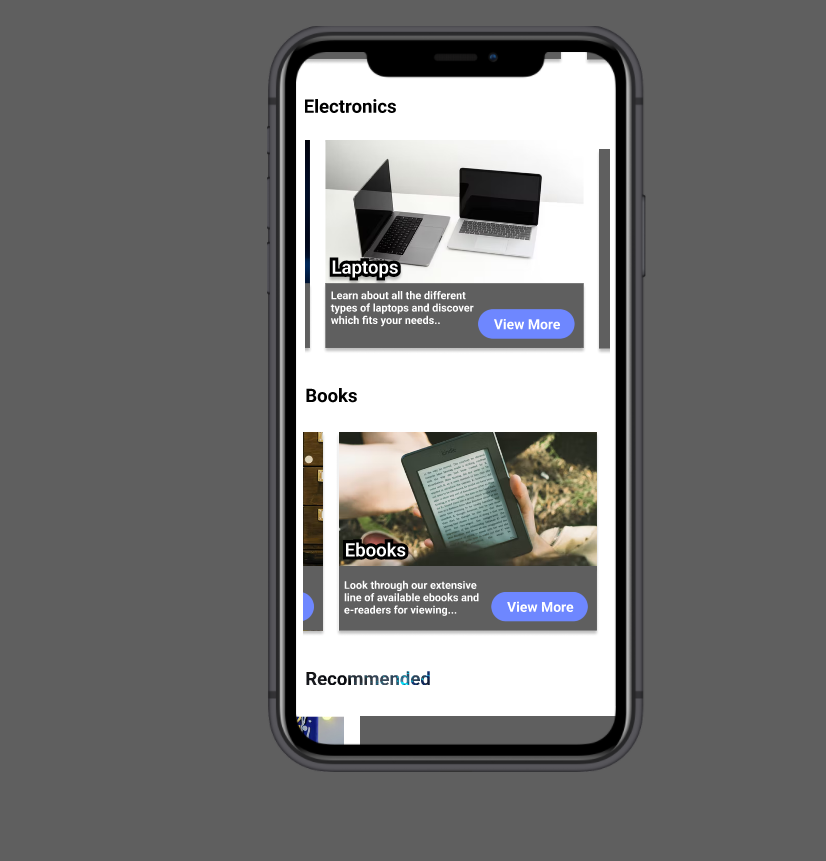 Electronics
Laptops
Learn about all the different
types of laptops and discover
which fits your needs..
View More
Books
Ebooks
Look through our extensive
line of available ebooks and
e-readers for viewing...
View More
Recommended